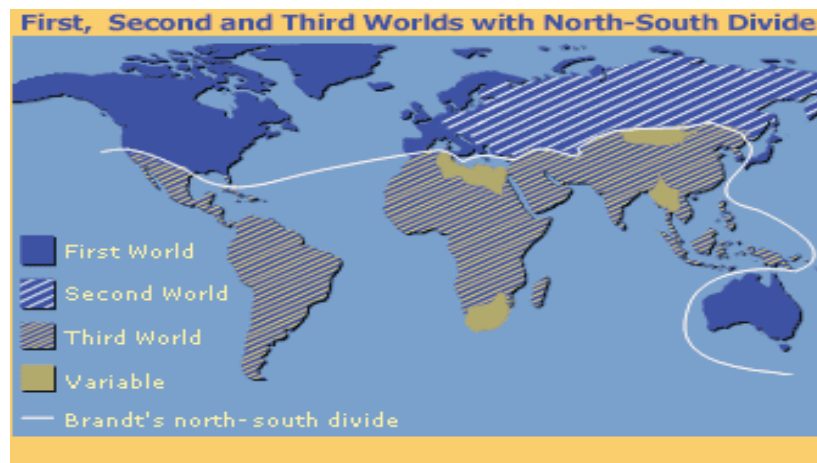 First, Second and Third Worlds with North-South Divide
First World
Second World
Third World
Variable
Brandt's north-south divide